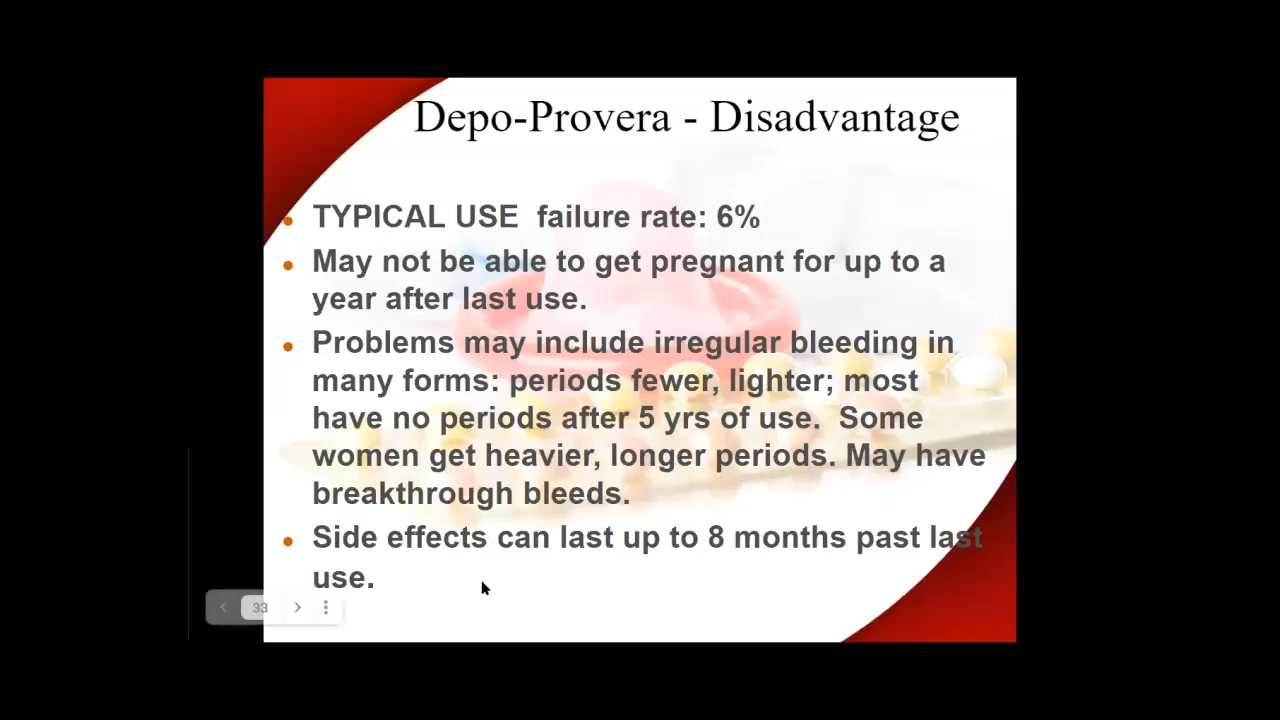 Depo-Provera - Disadvantage
• TYPICAL USE  failure rate: 6%
• May not be able to get pregnant for up to a
year after last use.
• Problems may include irregular bleeding in
many forms: periods fewer, lighter; most
have no periods after 5 yrs of use.  Some
women get heavier, longer periods. May have
breakthrough bleeds.
• Side effects can last up to 8 months past last
use.
33